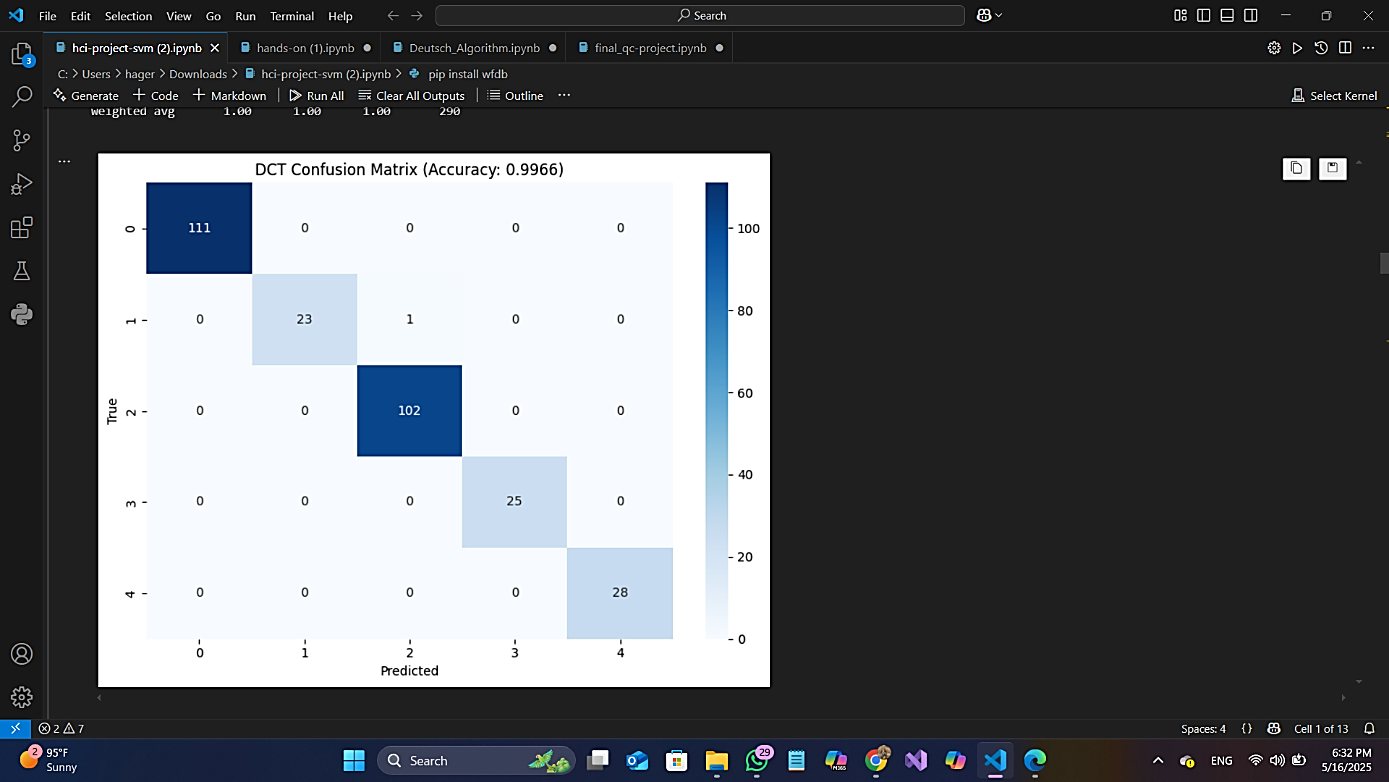 File Edit Selection View Go Run Terminal Help Search
3
hci-project-svm (2).ipynb hands-on (1).ipynb Deutsch_Algorithm.ipynb final_qc-project.ipynb
C: > Users > hager > Downloads > hci-project-svm (2).ipynb > pip install wfdb
Generate + Code + Markdown Run All Clear All Outputs Outline ... Select Kernel
weighted avg 1.00 1.00 1.00 290
...
DCT Confusion Matrix (Accuracy: 0.9966)
0 111 0 0 0 0
1 0 23 1 0 0
2 0 0 102 0 0
3 0 0 0 25 0
4 0 0 0 0 28
True
0 1 2 3 4
Predicted
100
80
60
40
20
0
2 7 Spaces: 4 {} Cell 1 of 13
2 95°F
Sunny
Search
M365
29
ENG
6:32 PM
5/16/2025